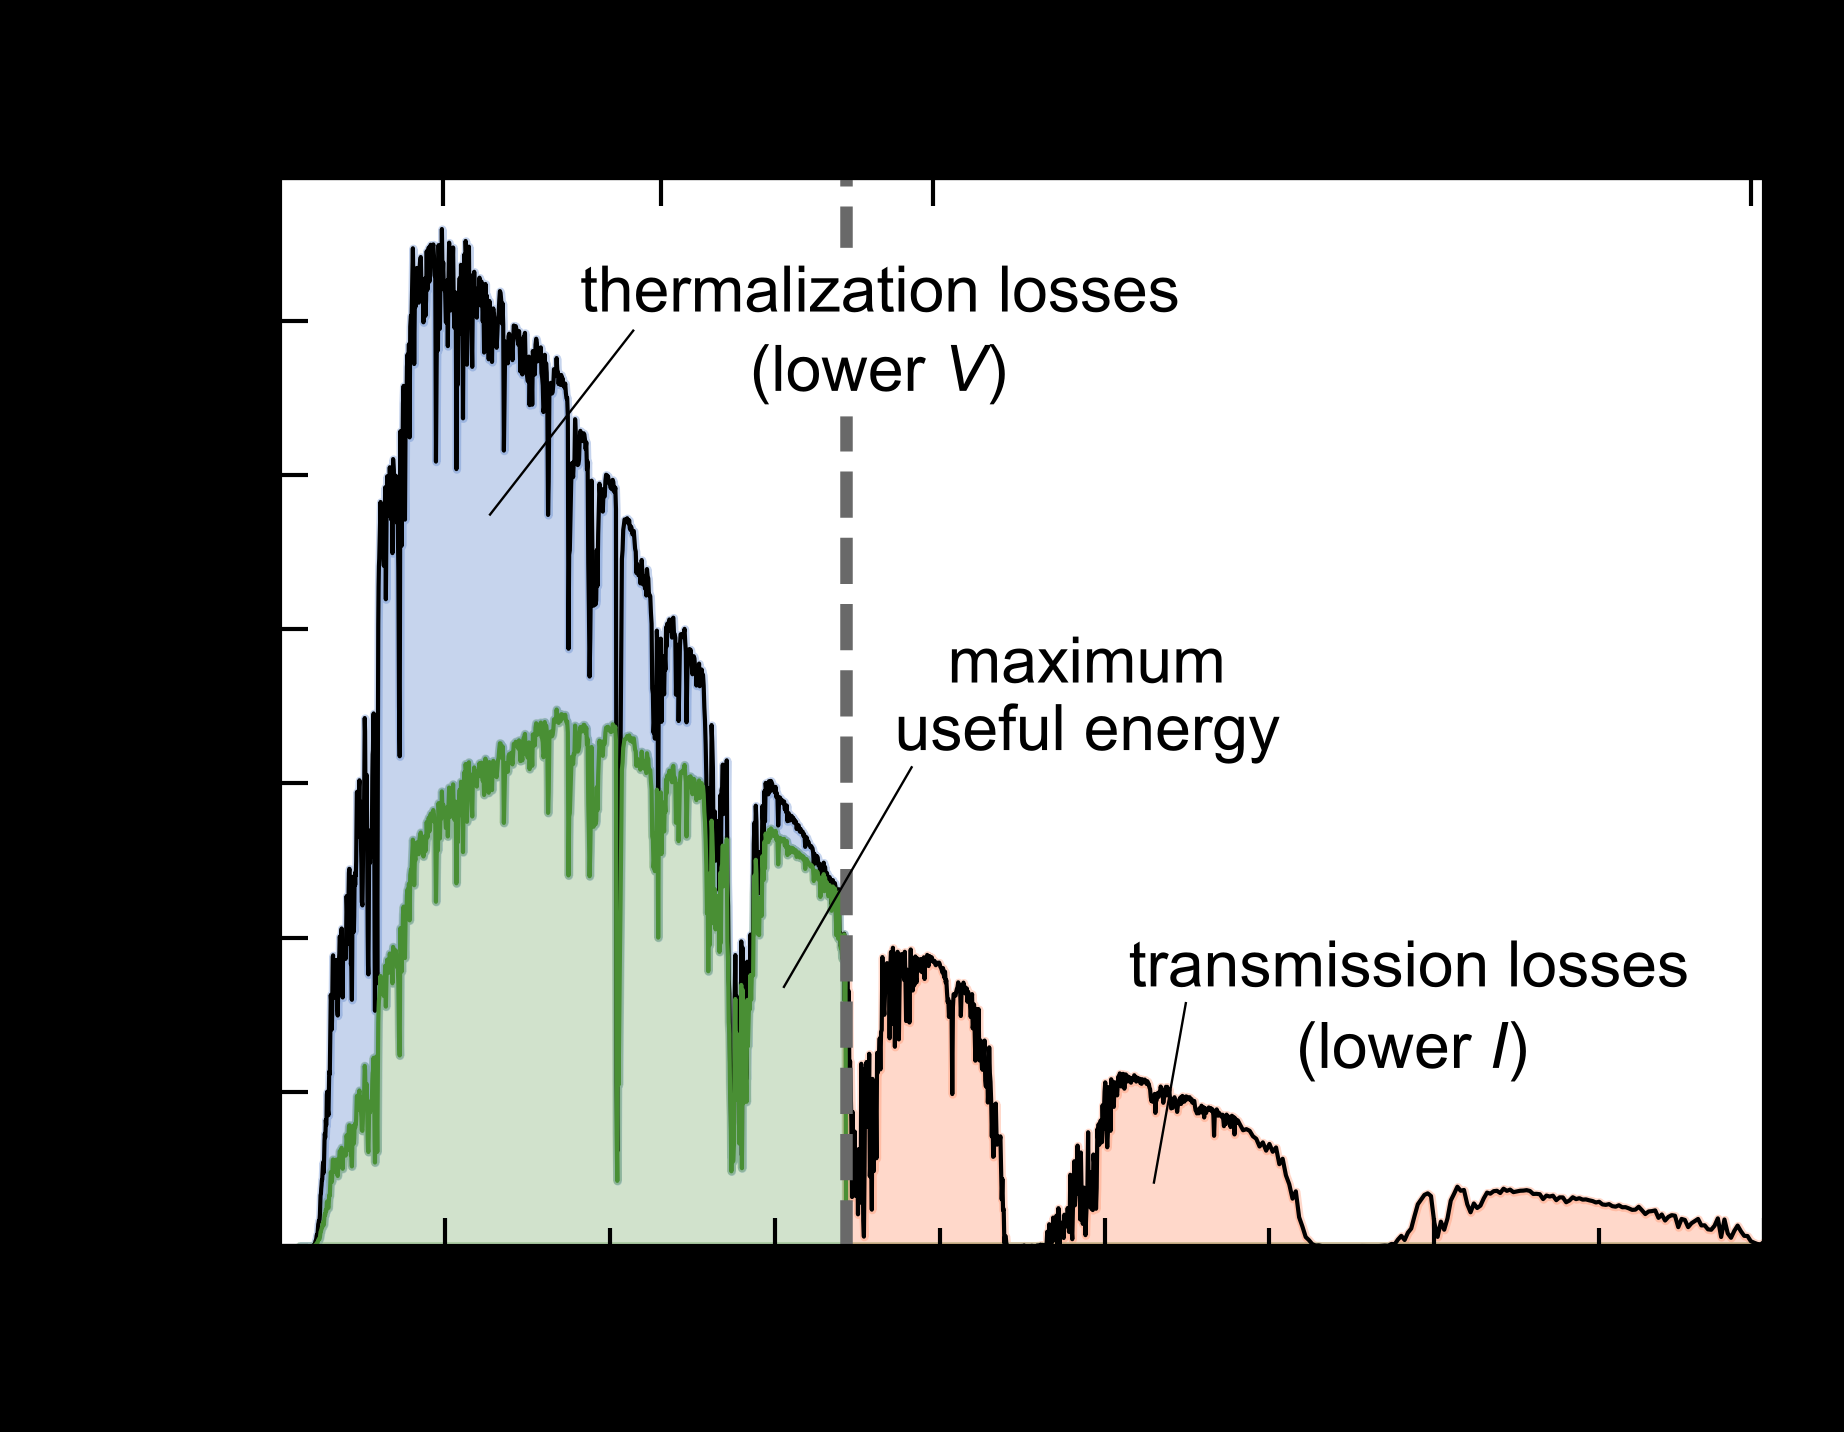 thermalization losses
(lower V)
maximum
useful energy
transmission losses
(lower I)